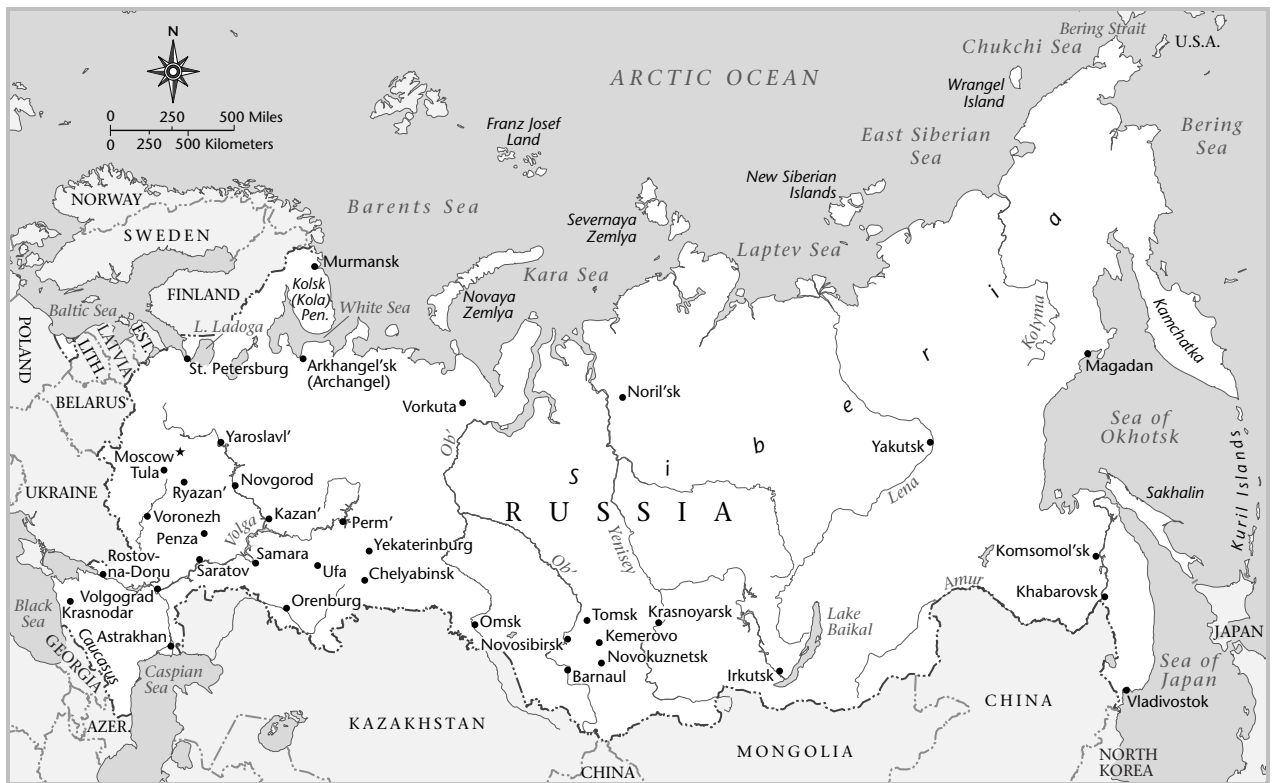 N
0 250 500 Miles
0 250 500 Kilometers
ARCTIC OCEAN
Chukchi Sea
Bering Strait
U.S.A.
Wrangel
Island
East Siberian
Sea
Bering
Sea
Franz Josef
Land
New Siberian
Islands
Severnaya
Zemlya
Laptev Sea
Barents Sea
Kara Sea
Novaya
Zemlya
NORWAY
SWEDEN
FINLAND
Murmansk
Kolsk
(Kola)
Pen.
White Sea
Baltic Sea
L. Ladoga
POLAND
LITH.
LATVIA
EST.
St. Petersburg
Arkhangel'sk
(Archangel)
BELARUS
Vorkuta
Noril'sk
Kolyma
Kamchatka
Magadan
Sea of
Okhotsk
Kuril Islands
Sakhalin
Yaroslavl'
Moscow
Tula
Ryazan'
Novgorod
UKRAINE
Voronezh
Penza
Volga
Kazan'
Perm'
Ob'
Siberia
RUSSIA
Yakutsk
Lena
Yenisey
Ob'
Yekaterinburg
Samara
Saratov
Ufa
Chelyabinsk
Orenburg
Rostov-
na-Donu
Volgograd
Krasnodar
Astrakhan
Black
Sea
Caucasus
GEORGIA
AZER.
Caspian
Sea
Omsk
Novosibirsk
Tomsk
Kemerovo
Novokuznetsk
Barnaul
Krasnoyarsk
Irkutsk
Lake
Baikal
Amur
Komsomol'sk
Khabarovsk
Vladivostok
JAPAN
Sea of
Japan
KAZAKHSTAN
CHINA
MONGOLIA
CHINA
NORTH
KOREA